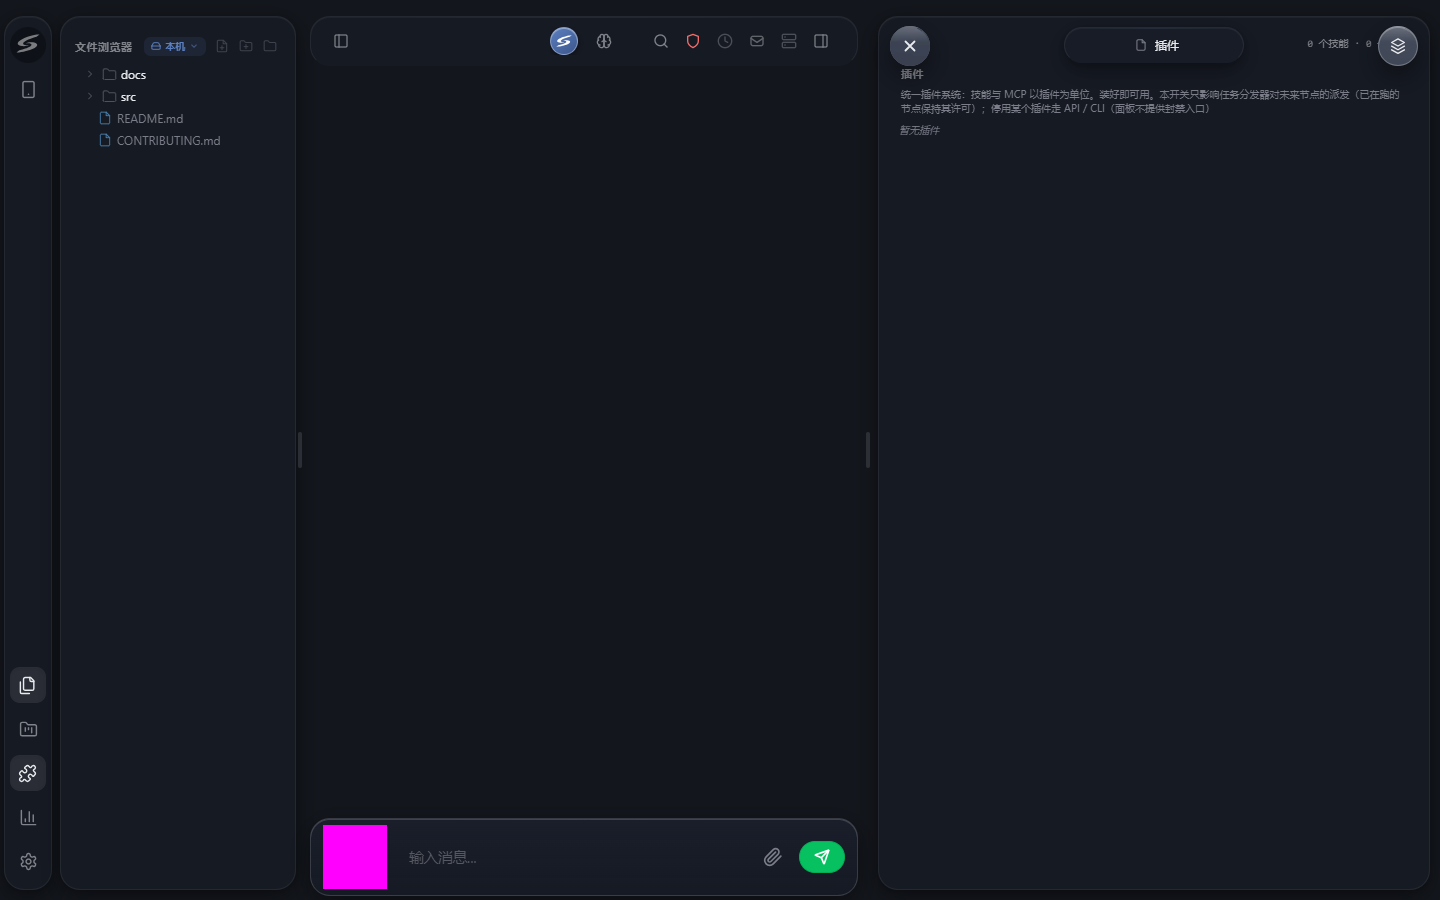 文件浏览器
本机
docs
src
README.md
CONTRIBUTING.md
输入消息...
插件
0 个技能 · 0
插件
统一插件系统：技能与 MCP 以插件为单位。装好即可用。本开关只影响任务分发器对未来节点的派发（已在跑的
节点保持其许可）；停用某个插件走 API / CLI（面板不提供封禁入口）
暂无插件